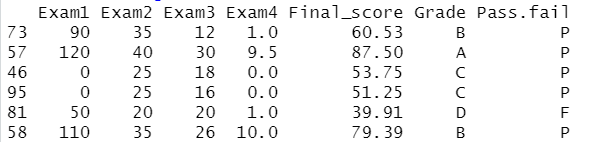 Exam1 Exam2 Exam3 Exam4 Final_score Grade Pass.fail
73 90 35 12 1.0 60.53 B P
57 120 40 30 9.5 87.50 A P
46 0 25 18 0.0 53.75 C P
95 0 25 16 0.0 51.25 C P
81 50 20 20 1.0 39.91 D F
58 110 35 26 10.0 79.39 B P